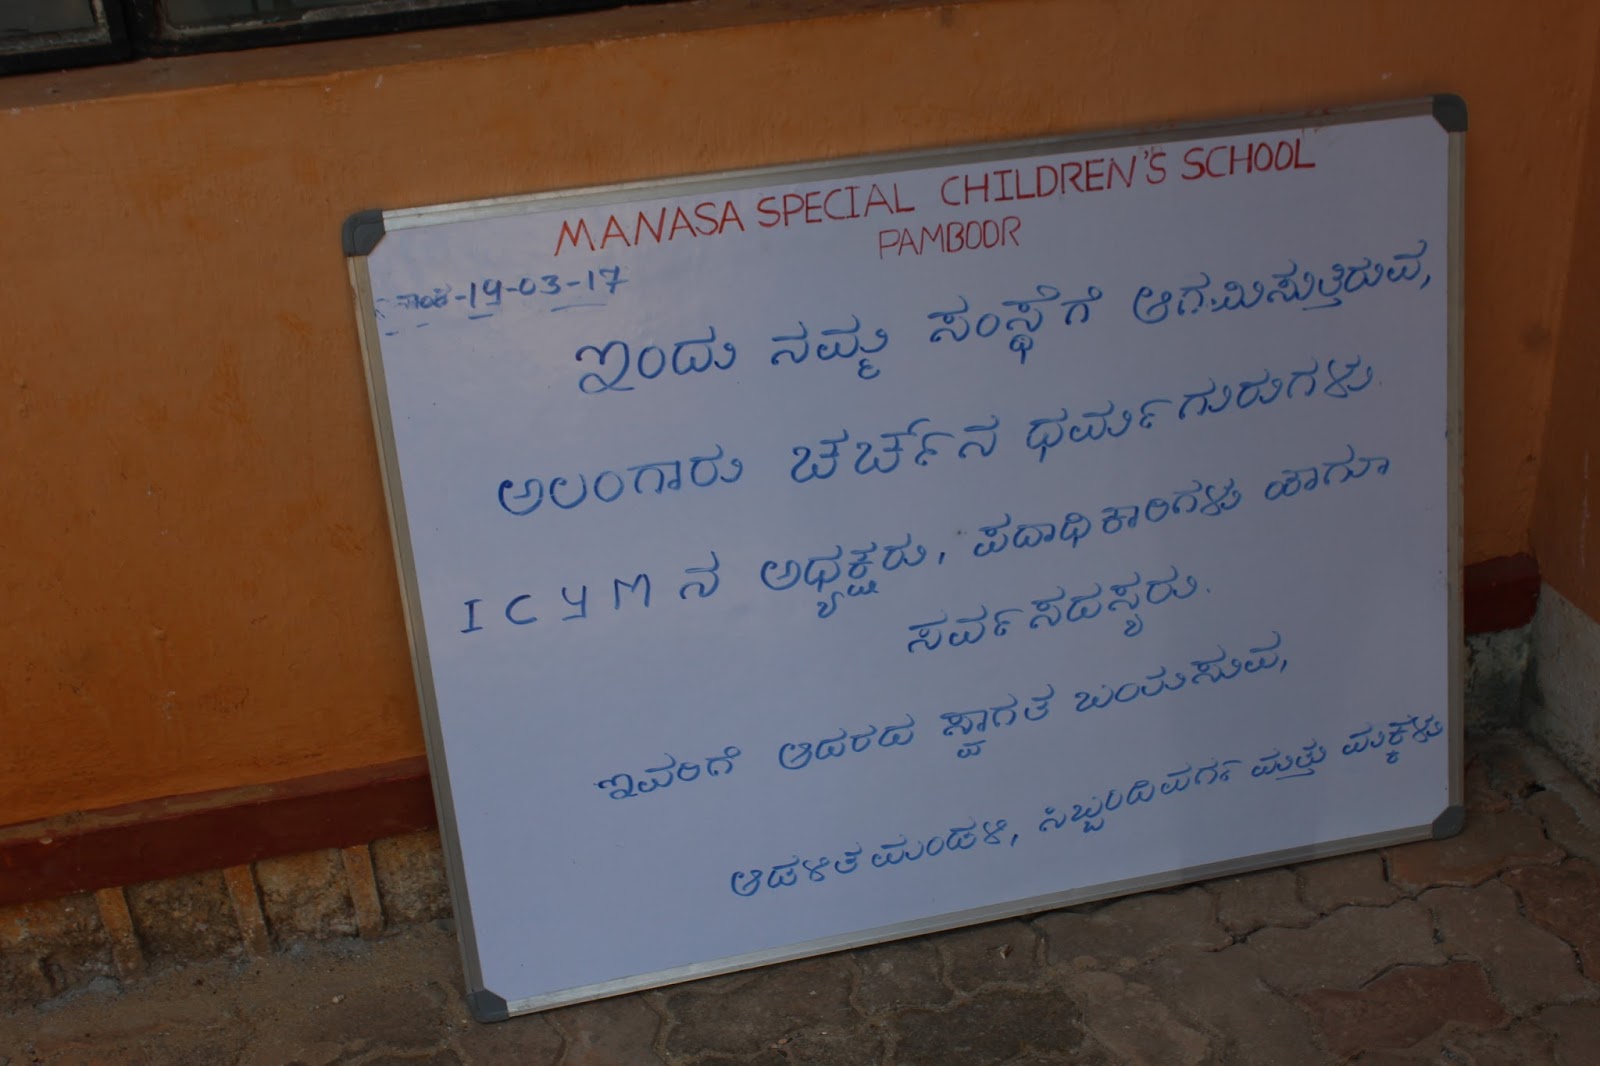 MANASA SPECIAL CHILDREN'S SCHOOL
PAMBOOR
19-03-17
ಇಂದು ನಮ್ಮ ಸಂಸ್ಥೆಗೆ ಆಗಮಿಸುತ್ತಿರುವ,
ಅಲಂಗಾರು ಚರ್ಚ್‌ನ ಧರ್ಮಗುರುಗಳು
ICYM ನ ಅಧ್ಯಕ್ಷರು, ಪದಾಧಿಕಾರಿಗಳು ಹಾಗೂ
ಸರ್ವಸದಸ್ಯರು.
ಇವರಿಗೆ ಆದರದ ಸ್ವಾಗತ ಬಯಸುವ,
ಆಡಳಿತ ಮಂಡಳಿ, ಸಿಬ್ಬಂದಿವರ್ಗ ಮತ್ತು ಮಕ್ಕಳು